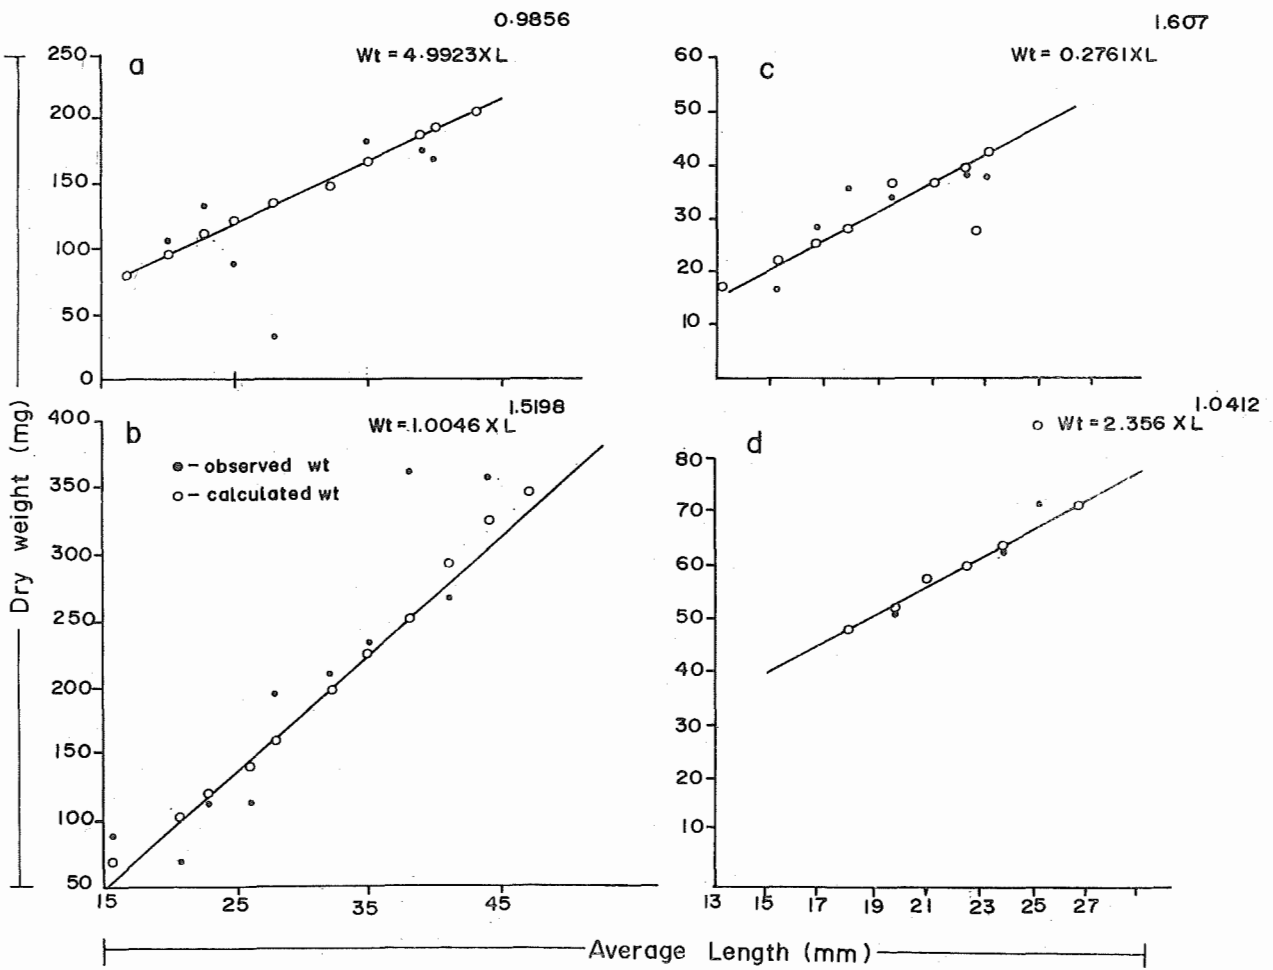 0.9856
Wt = 4.9923 X L
a
250
200
150
100
50
0
1.607
Wt = 0.2761 X L
c
60
50
40
30
20
10
1.5198
Wt = 1.0046 X L
b
● - observed wt
○ - calculated wt
400
350
300
250
200
150
100
50
15 25 35 45
1.0412
○ Wt = 2.356 X L
d
80
70
60
50
40
30
20
10
13 15 17 19 21 23 25 27
Dry weight (mg)
Average Length (mm)